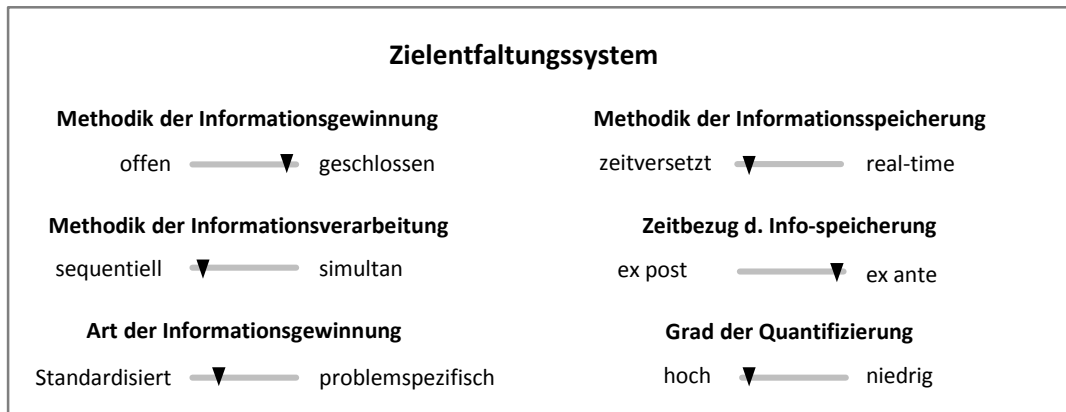 Zielentfaltungssystem
Methodik der Informationsgewinnung
offen geschlossen
Methodik der Informationsverarbeitung
sequentiell simultan
Art der Informationsgewinnung
Standardisiert problemspezifisch
Methodik der Informationsspeicherung
zeitversetzt real-time
Zeitbezug d. Info-speicherung
ex post ex ante
Grad der Quantifizierung
hoch niedrig